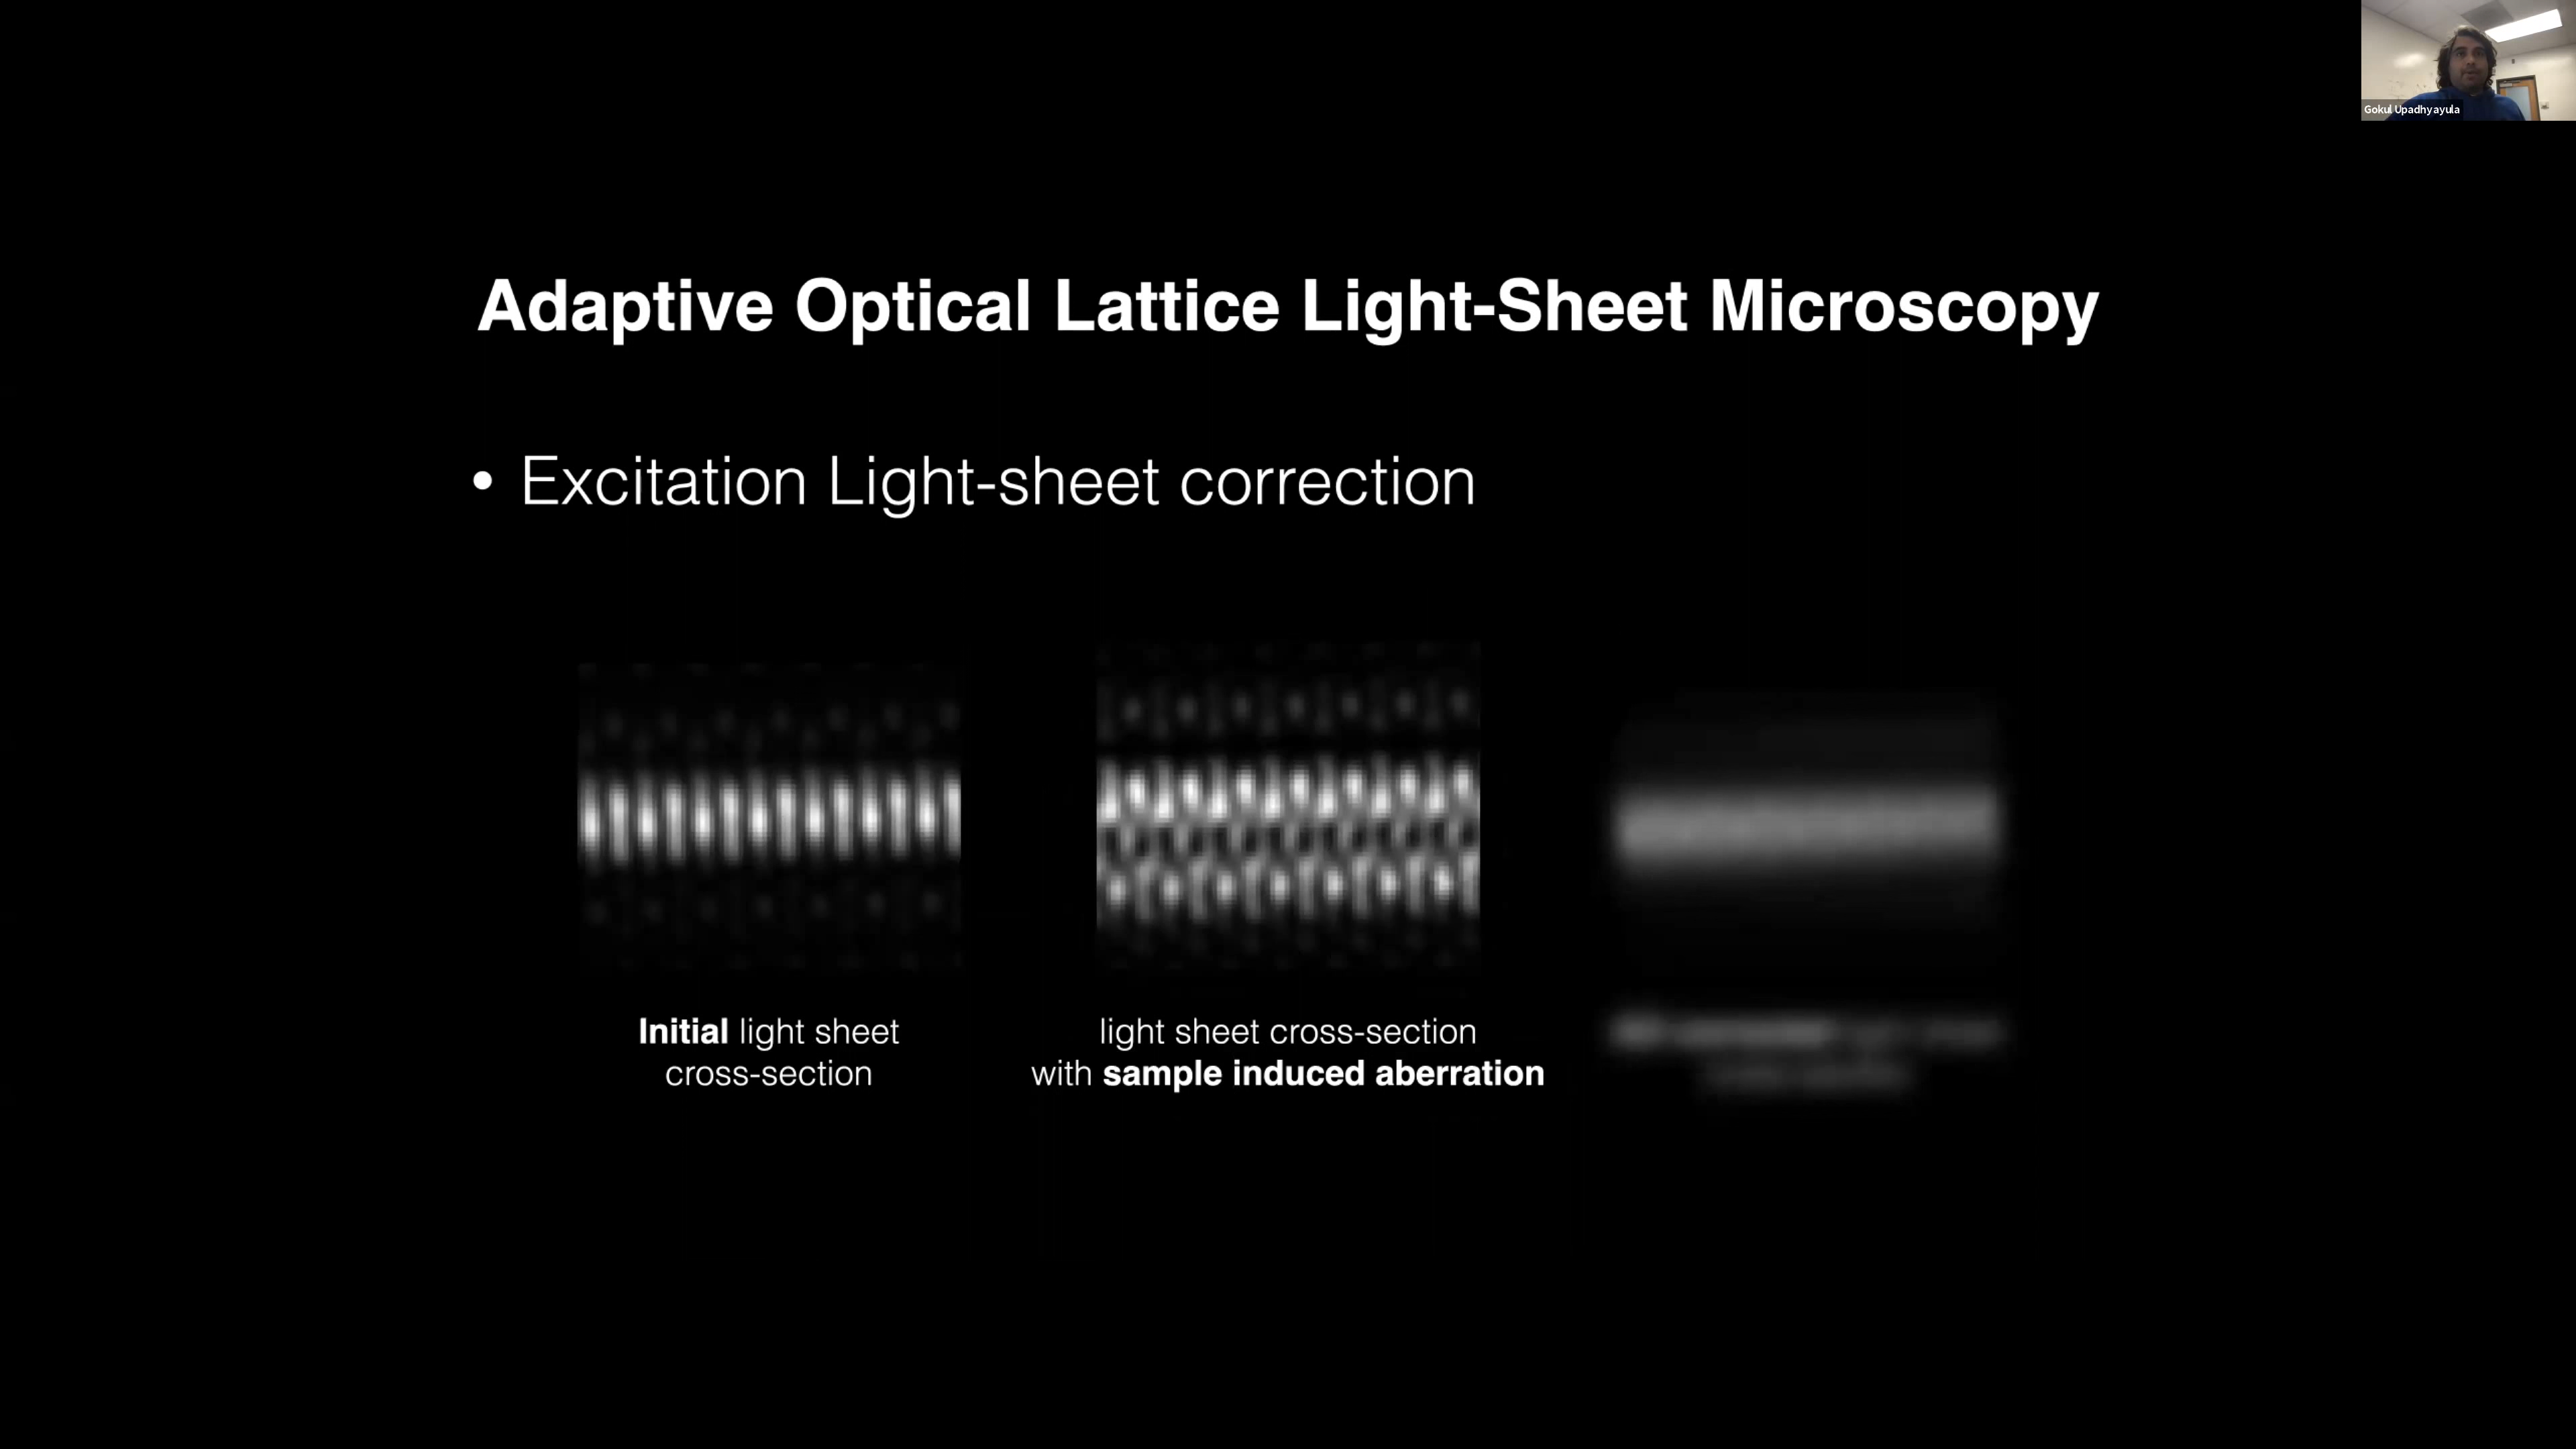 Gokul Upadhyayula
Adaptive Optical Lattice Light-Sheet Microscopy
• Excitation Light-sheet correction
Initial light sheet
cross-section
light sheet cross-section
with sample induced aberration